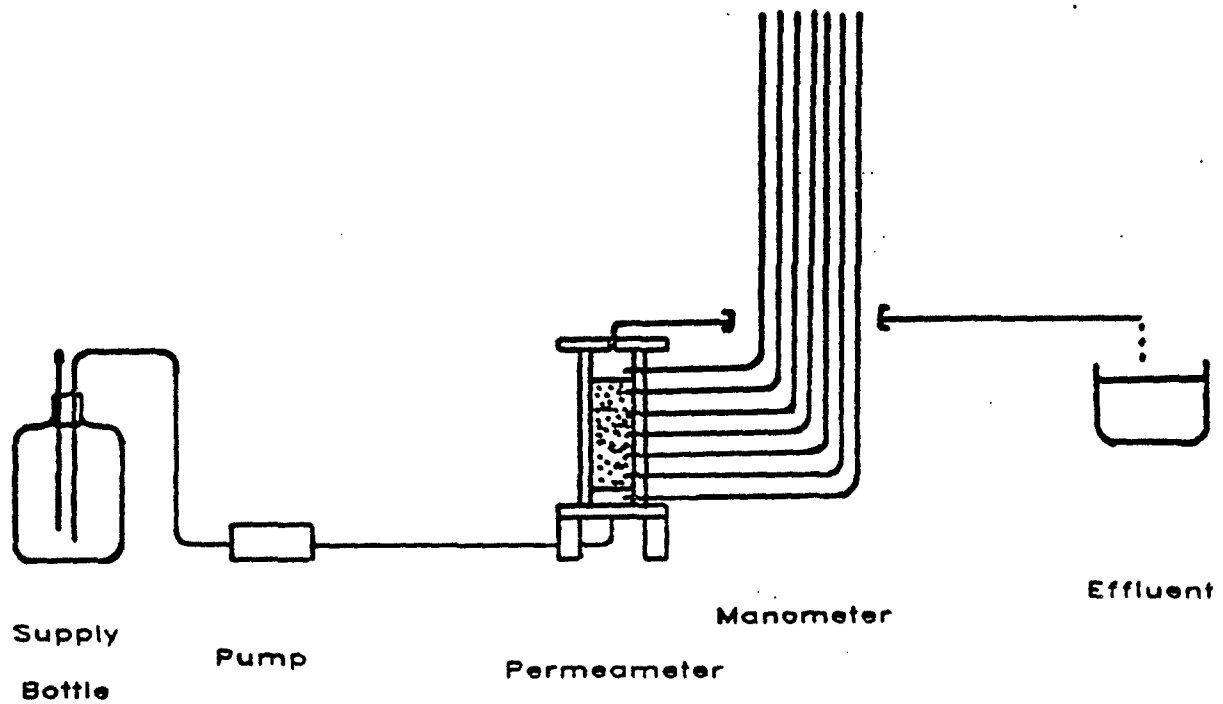 Supply
Bottle
Pump
Permeameter
Manometer
Effluent